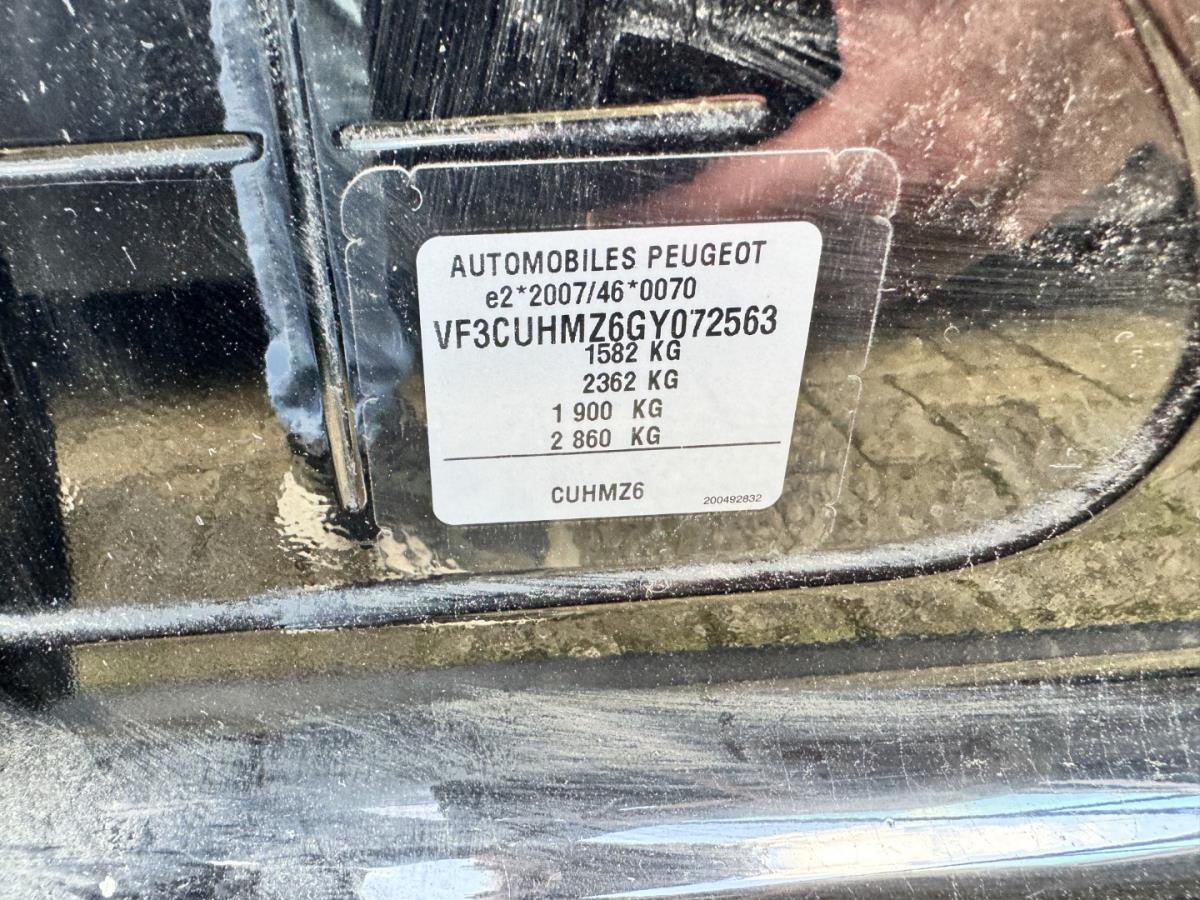 AUTOMOBILES PEUGEOT
e2*2007/46*0070
VF3CUHMZ6GY072563
1582 KG
2362 KG
1 900 KG
2 860 KG
CUHMZ6
200492832